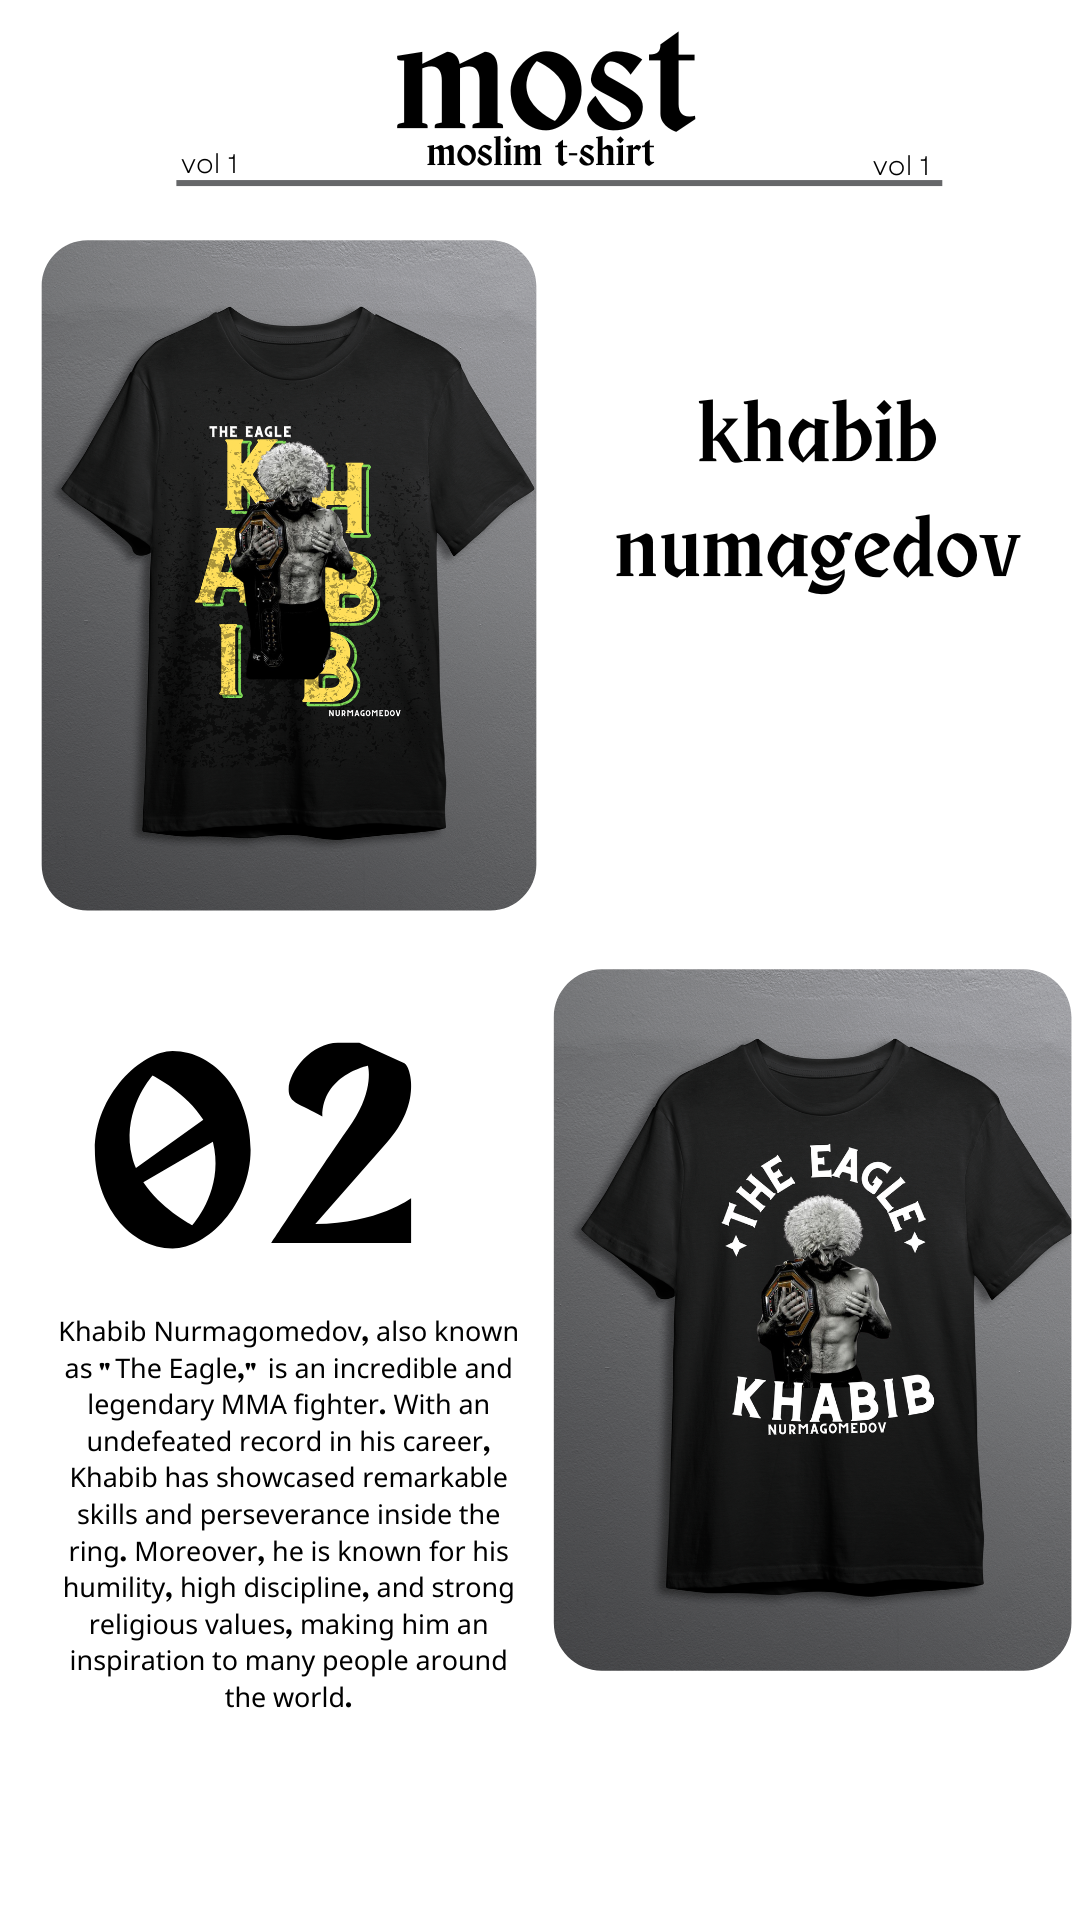 most
moslim t-shirt
vol 1
vol 1
THE EAGLE
KH
AB
IB
NURMAGOMEDOV
khabib
numagedov
02
Khabib Nurmagomedov, also known
as "The Eagle," is an incredible and
legendary MMA fighter. With an
undefeated record in his career,
Khabib has showcased remarkable
skills and perseverance inside the
ring. Moreover, he is known for his
humility, high discipline, and strong
religious values, making him an
inspiration to many people around
the world.
THE EAGLE
KHABIB
NURMAGOMEDOV